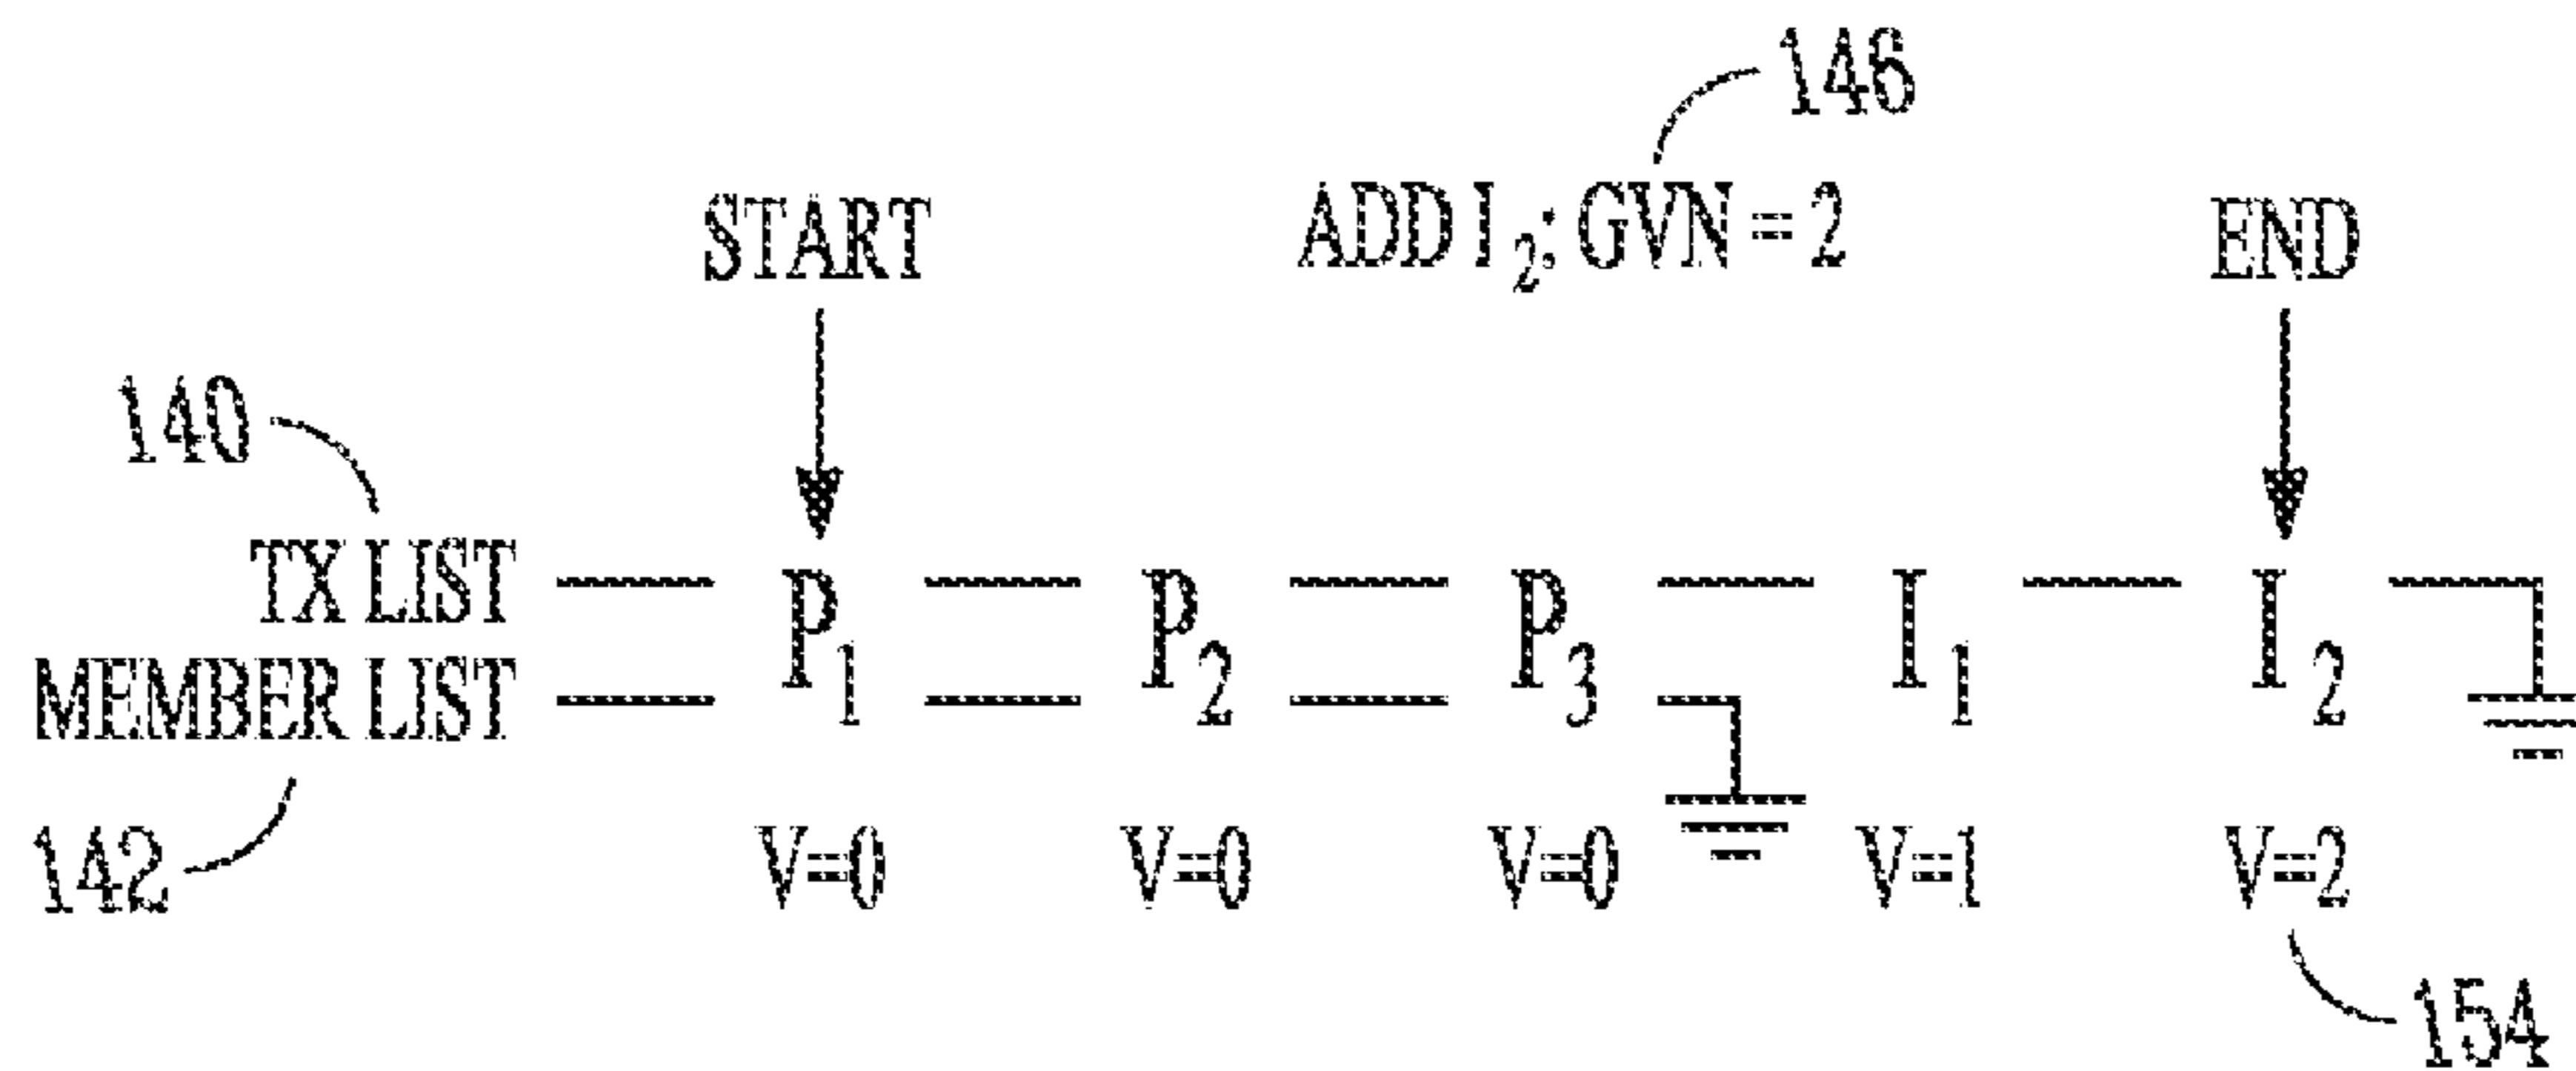 146
START ADD I₂: GVN = 2 END
140
TX LIST P₁ P₂ P₃ I₁ I₂
MEMBER LIST
142 V=0 V=0 V=0 V=1 V=2
154